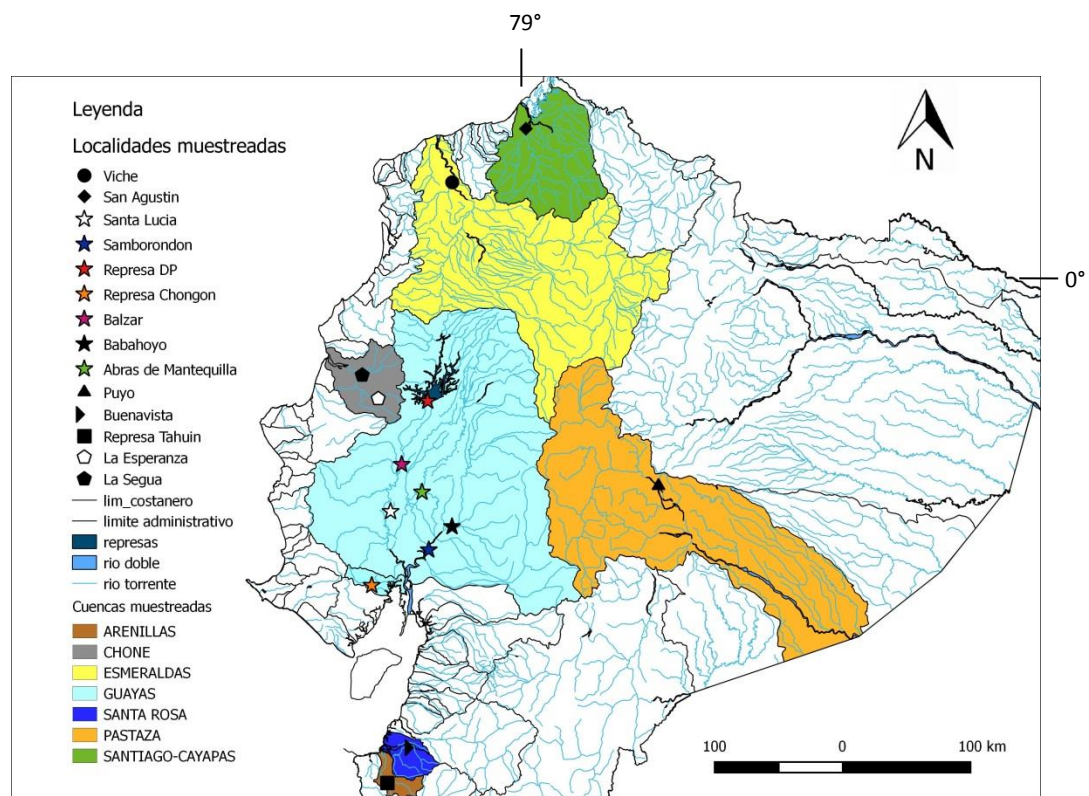 79°
Leyenda
Localidades muestreadas
Viche
San Agustin
Santa Lucia
Samborondon
Represa DP
Represa Chongon
Balzar
Babahoyo
Abras de Mantequilla
Puyo
Buenavista
Represa Tahuin
La Esperanza
La Segua
lim_costanero
limite administrativo
represas
rio doble
rio torrente
Cuencas muestreadas
ARENILLAS
CHONE
ESMERALDAS
GUAYAS
SANTA ROSA
PASTAZA
SANTIAGO-CAYAPAS
N
0°
100 0 100 km